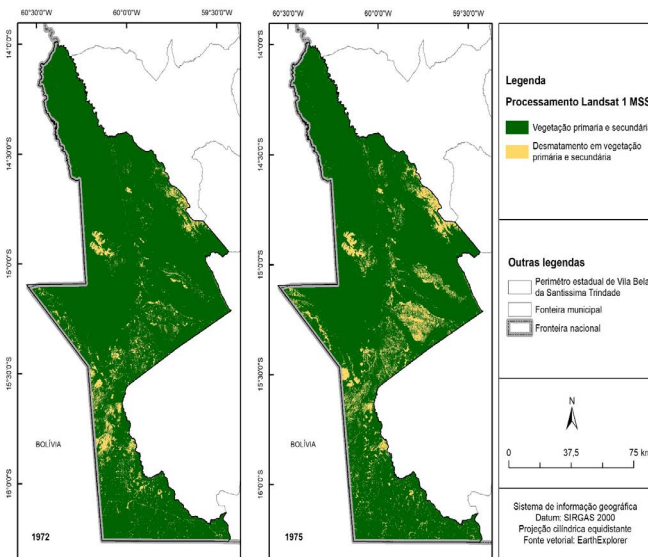 60°30'0"W 60°0'0"W 59°30'0"W
60°30'0"W 60°0'0"W 59°30'0"W
14°0'0"S
14°30'0"S
15°0'0"S
15°30'0"S
16°0'0"S
BOLÍVIA
1972
14°0'0"S
14°30'0"S
15°0'0"S
15°30'0"S
16°0'0"S
BOLÍVIA
1975
Legenda
Processamento Landsat 1 MSS
Vegetação primaria e secundária
Desmatamento em vegetação
primária e secundária
Outras legendas
Perimétro estadual de Vila Bela
da Santissima Trindade
Fonteira municipal
Fronteira nacional
N
0 37,5 75 km
Sistema de informação geográfica
Datum: SIRGAS 2000
Projeção cilíndrica equidistante
Fonte vetorial: EarthExplorer